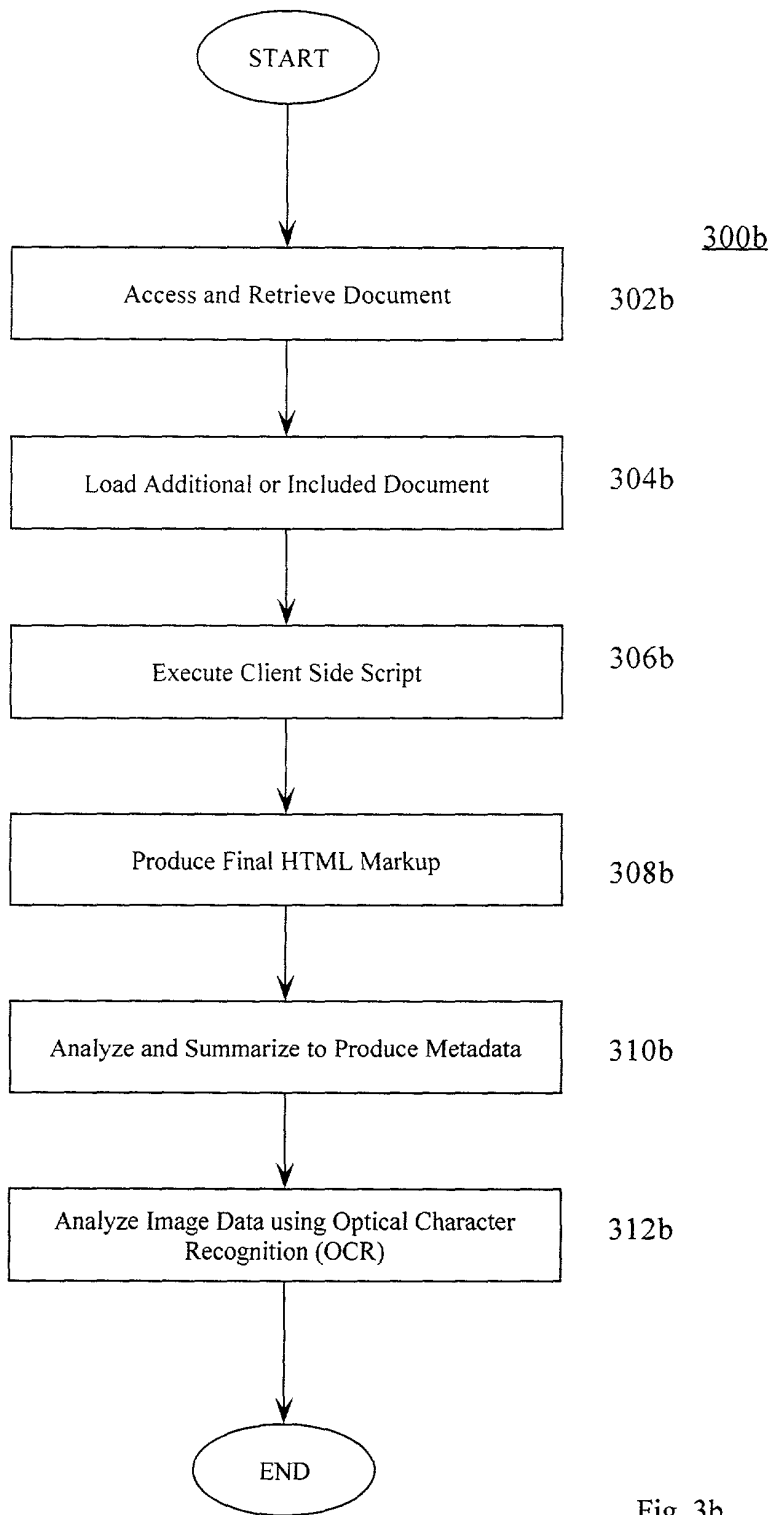 START
300b
Access and Retrieve Document
302b
Load Additional or Included Document
304b
Execute Client Side Script
306b
Produce Final HTML Markup
308b
Analyze and Summarize to Produce Metadata
310b
Analyze Image Data using Optical Character
Recognition (OCR)
312b
END
Fig. 3b